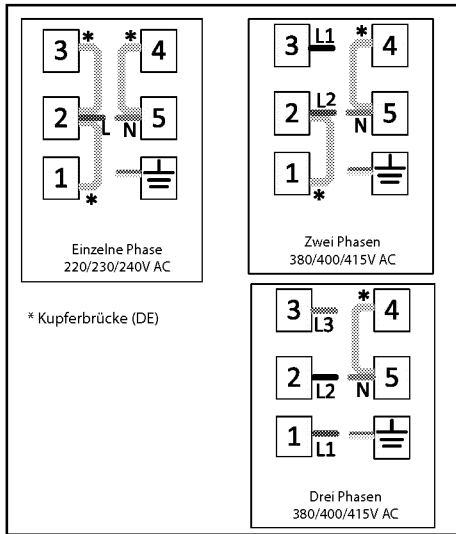 3 * * 4
2 L N 5
1 *
Einzelne Phase
220/230/240V AC
* Kupferbrücke (DE)
3 L1 * 4
2 L2 N 5
1 *
Zwei Phasen
380/400/415V AC
3 L3 * 4
2 L2 N 5
1 L1
Drei Phasen
380/400/415V AC